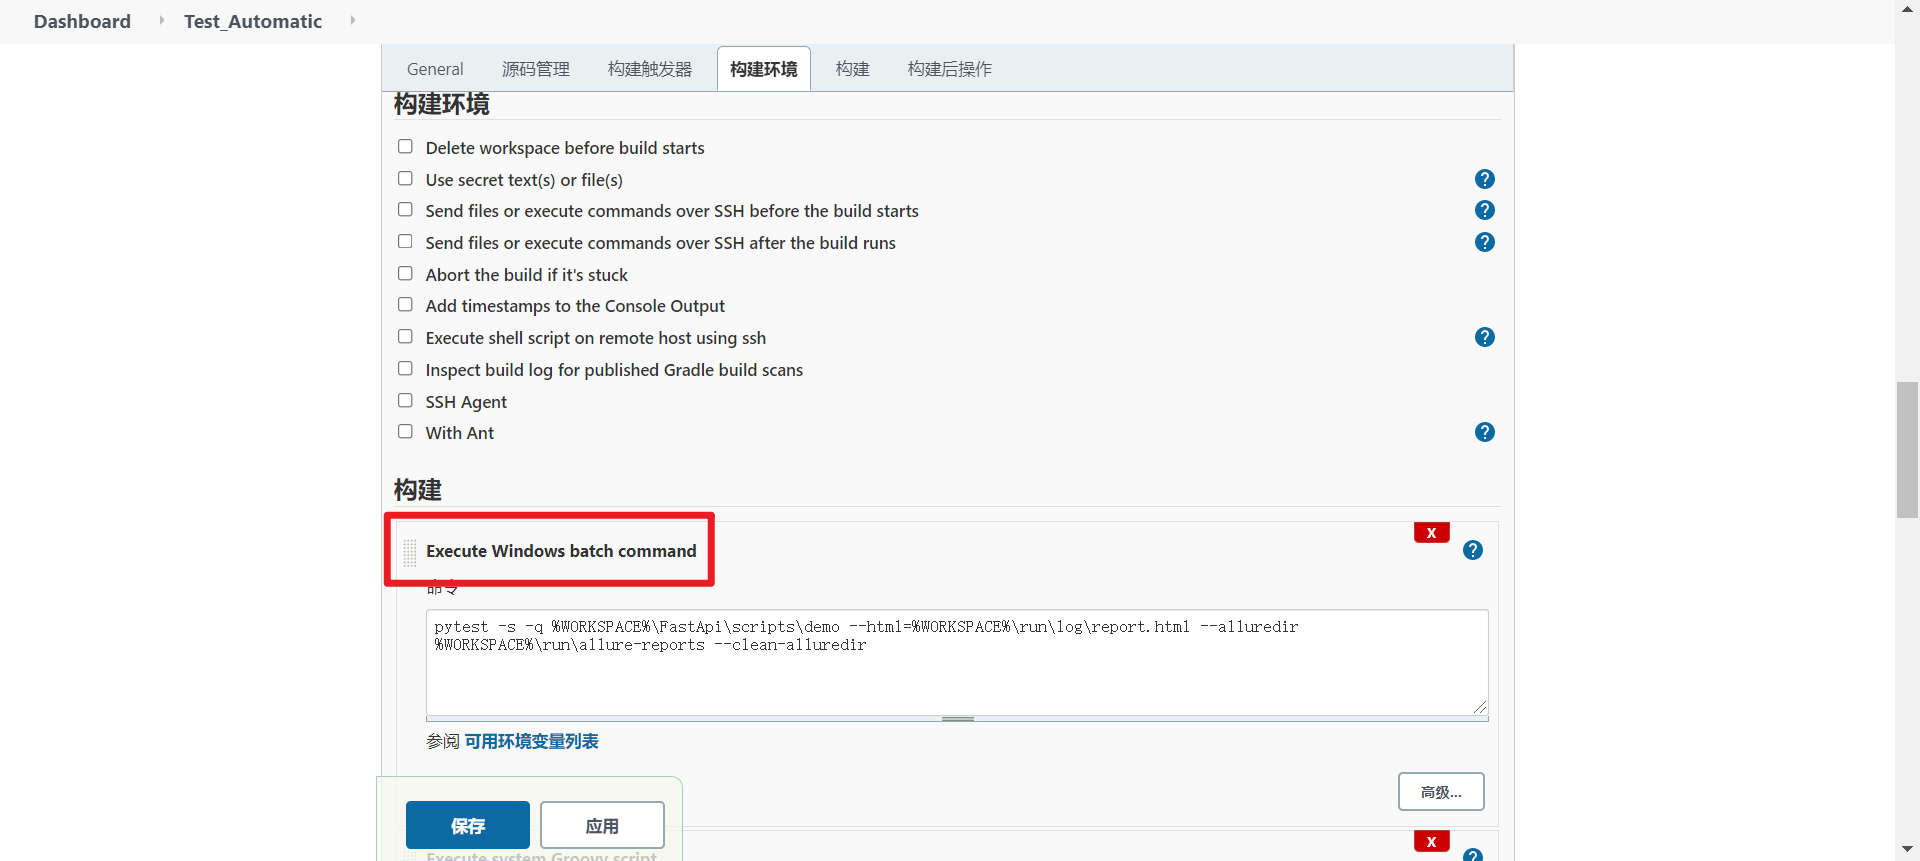 Dashboard
Test_Automatic
General 源码管理 构建触发器 构建环境 构建 构建后操作
构建环境
Delete workspace before build starts
Use secret text(s) or file(s)
Send files or execute commands over SSH before the build starts
Send files or execute commands over SSH after the build runs
Abort the build if it's stuck
Add timestamps to the Console Output
Execute shell script on remote host using ssh
Inspect build log for published Gradle build scans
SSH Agent
With Ant
构建
X
Execute Windows batch command
命令
pytest -s -q %WORKSPACE%\FastApi\scripts\demo --html=%WORKSPACE%\run\log\report.html --alluredir
%WORKSPACE%\run\allure-reports --clean-alluredir
参阅 可用环境变量列表
高级...
保存 应用
X
Execute system Groovy script